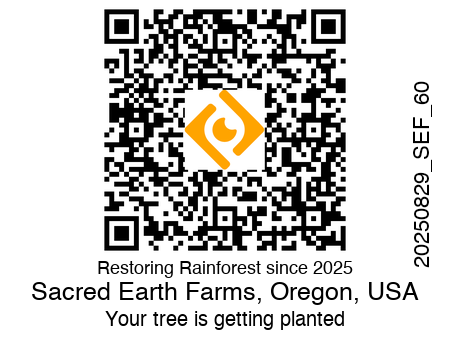 Restoring Rainforest since 2025
Sacred Earth Farms, Oregon, USA
Your tree is getting planted
20250829_SEF_60